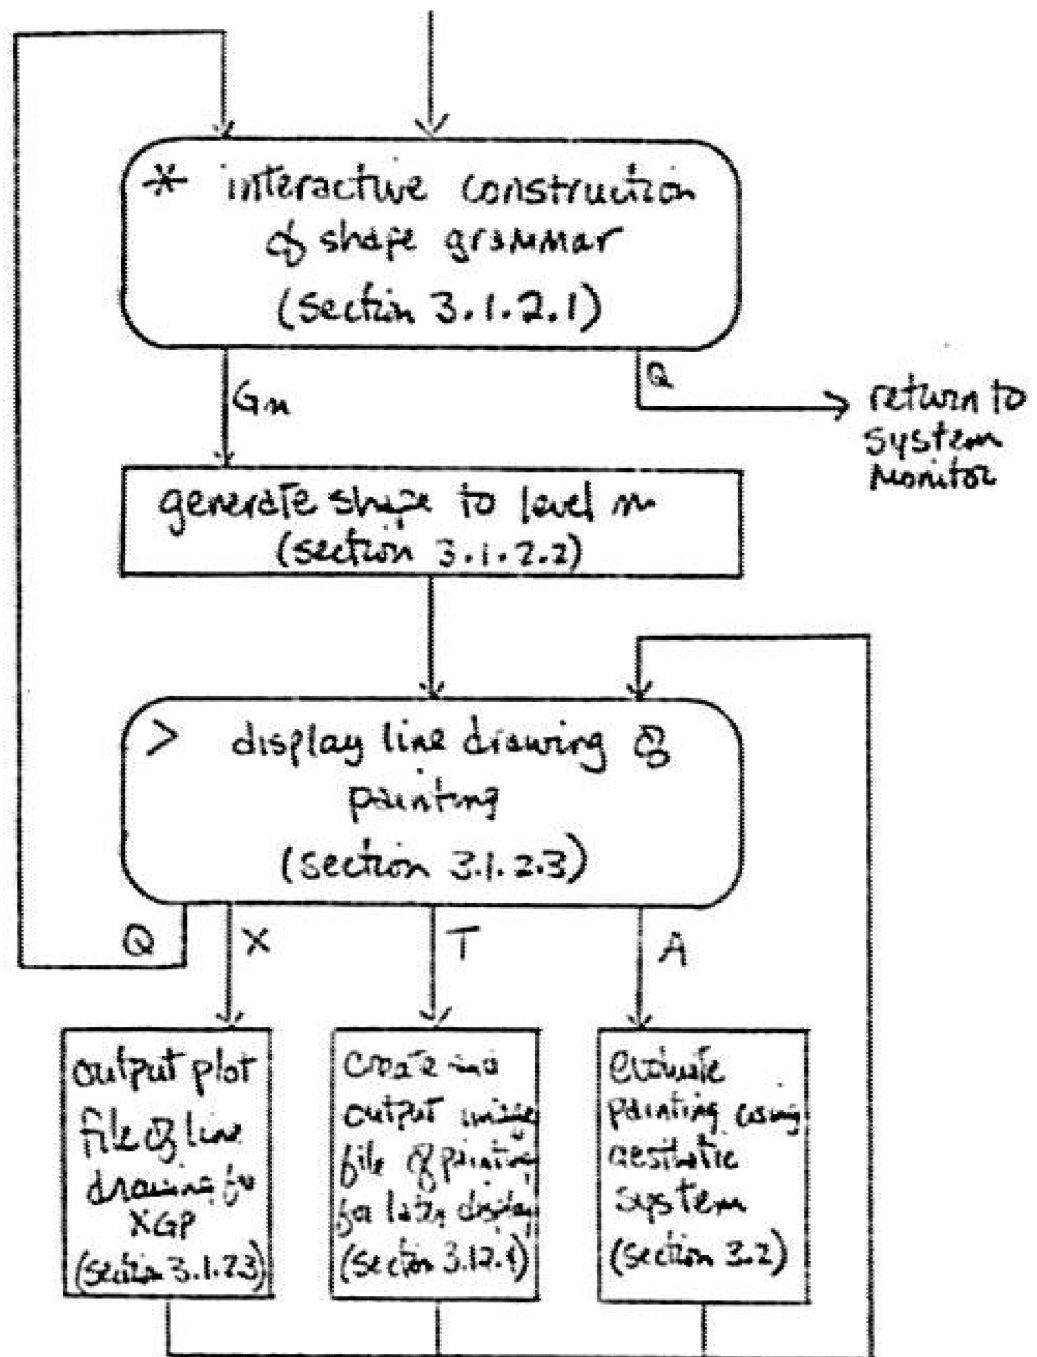 * interactive construction
of shape grammar
(section 3.1.2.1)
Gn
Q
return to
system
monitor
generate shape to level n
(section 3.1.2.2)
> display line drawing of
painting
(section 3.1.2.3)
Q
X
T
A
output plot
file of line
drawing for
XGP
(section 3.1.2.3)
create and
output image
file of painting
for later display
(section 3.1.2.4)
evaluate
painting using
aesthetic
system
(section 3.2)